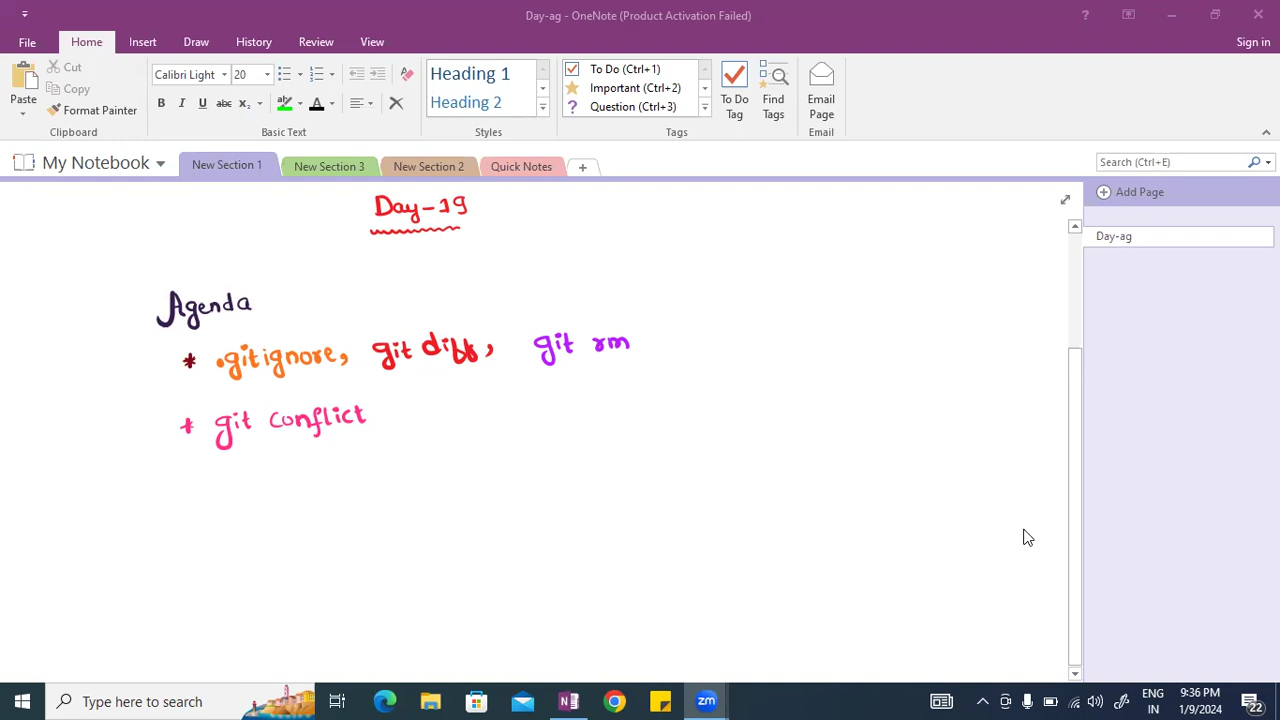 Day-ag - OneNote (Product Activation Failed)
File Home Insert Draw History Review View Sign in
Cut
Copy
Paste Format Painter
Calibri Light 20
B I U abc x₂ A
Heading 1
Heading 2
To Do (Ctrl+1)
Important (Ctrl+2)
Question (Ctrl+3)
To Do Tag
Find Tags
Email Page
Clipboard Basic Text Styles Tags Email
My Notebook New Section 1 New Section 3 New Section 2 Quick Notes Search (Ctrl+E)
Add Page
Day-ag
Day-19
Agenda
* .gitignore, git diff, git rm
* git conflict
Type here to search
zm
ENG
IN
9:36 PM
1/9/2024
22